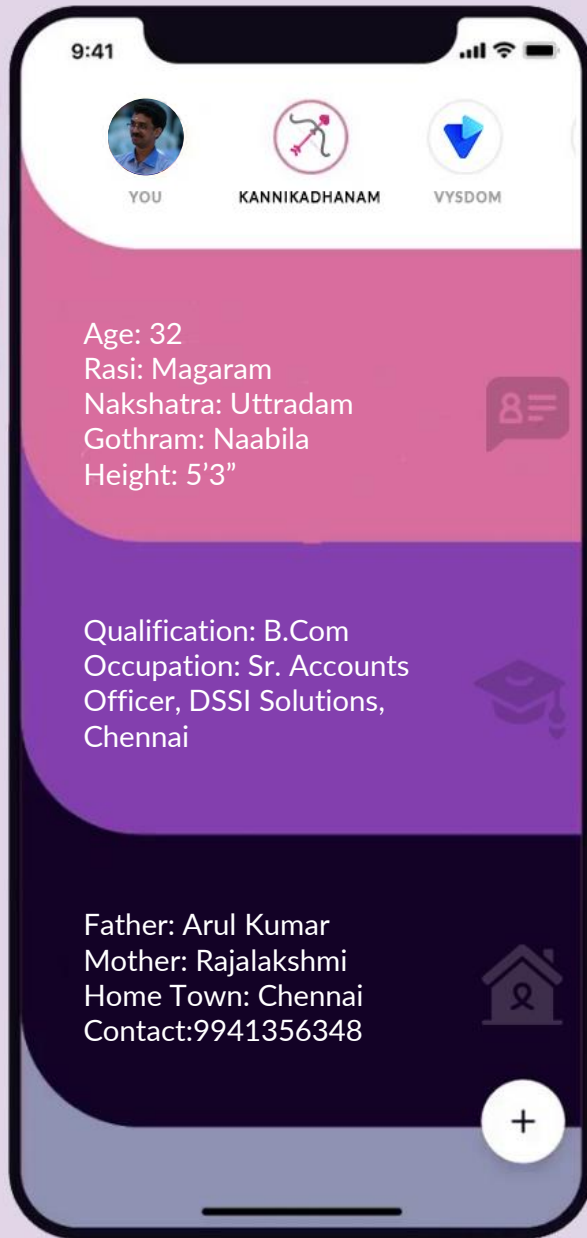 9:41
YOU
KANNIKADHANAM
VYSDOM
Age: 32
Rasi: Magaram
Nakshatra: Uttradam
Gothram: Naabila
Height: 5’3”
Qualification: B.Com
Occupation: Sr. Accounts
Officer, DSSI Solutions,
Chennai
Father: Arul Kumar
Mother: Rajalakshmi
Home Town: Chennai
Contact:9941356348